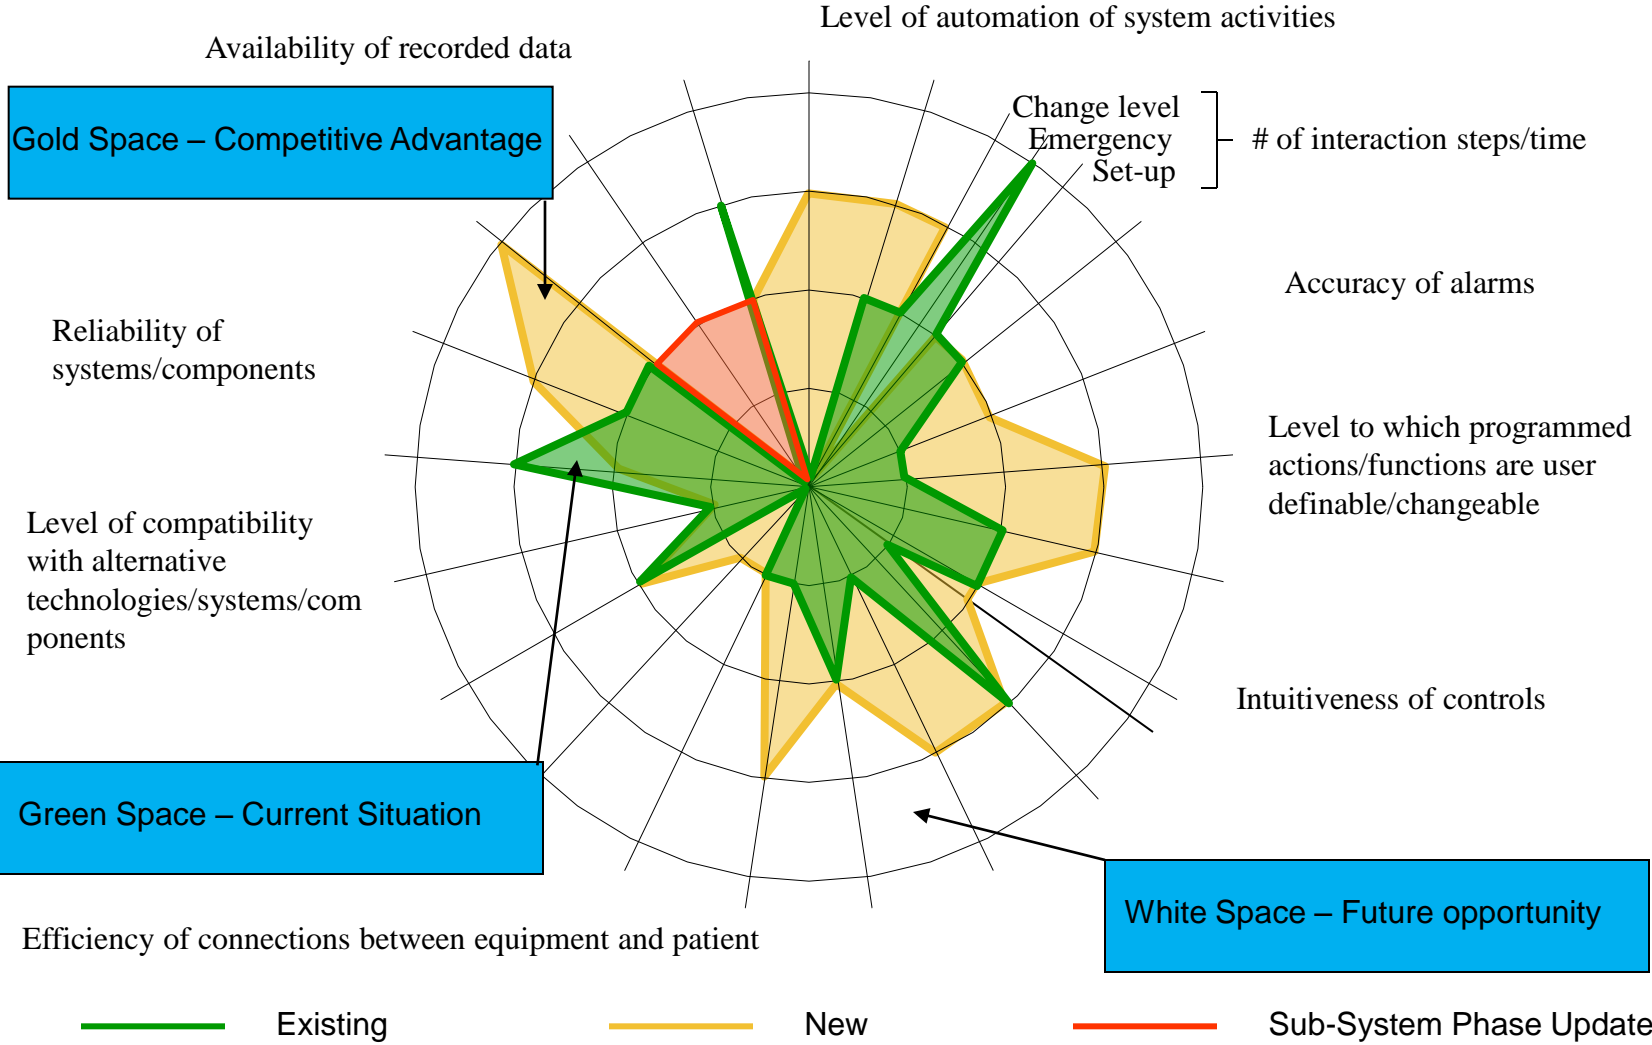 Level of automation of system activities
Availability of recorded data
Gold Space – Competitive Advantage
Change level
Emergency
Set-up
# of interaction steps/time
Accuracy of alarms
Reliability of
systems/components
Level to which programmed
actions/functions are user
definable/changeable
Level of compatibility
with alternative
technologies/systems/com
ponents
Intuitiveness of controls
Green Space – Current Situation
White Space – Future opportunity
Efficiency of connections between equipment and patient
Existing
New
Sub-System Phase Update